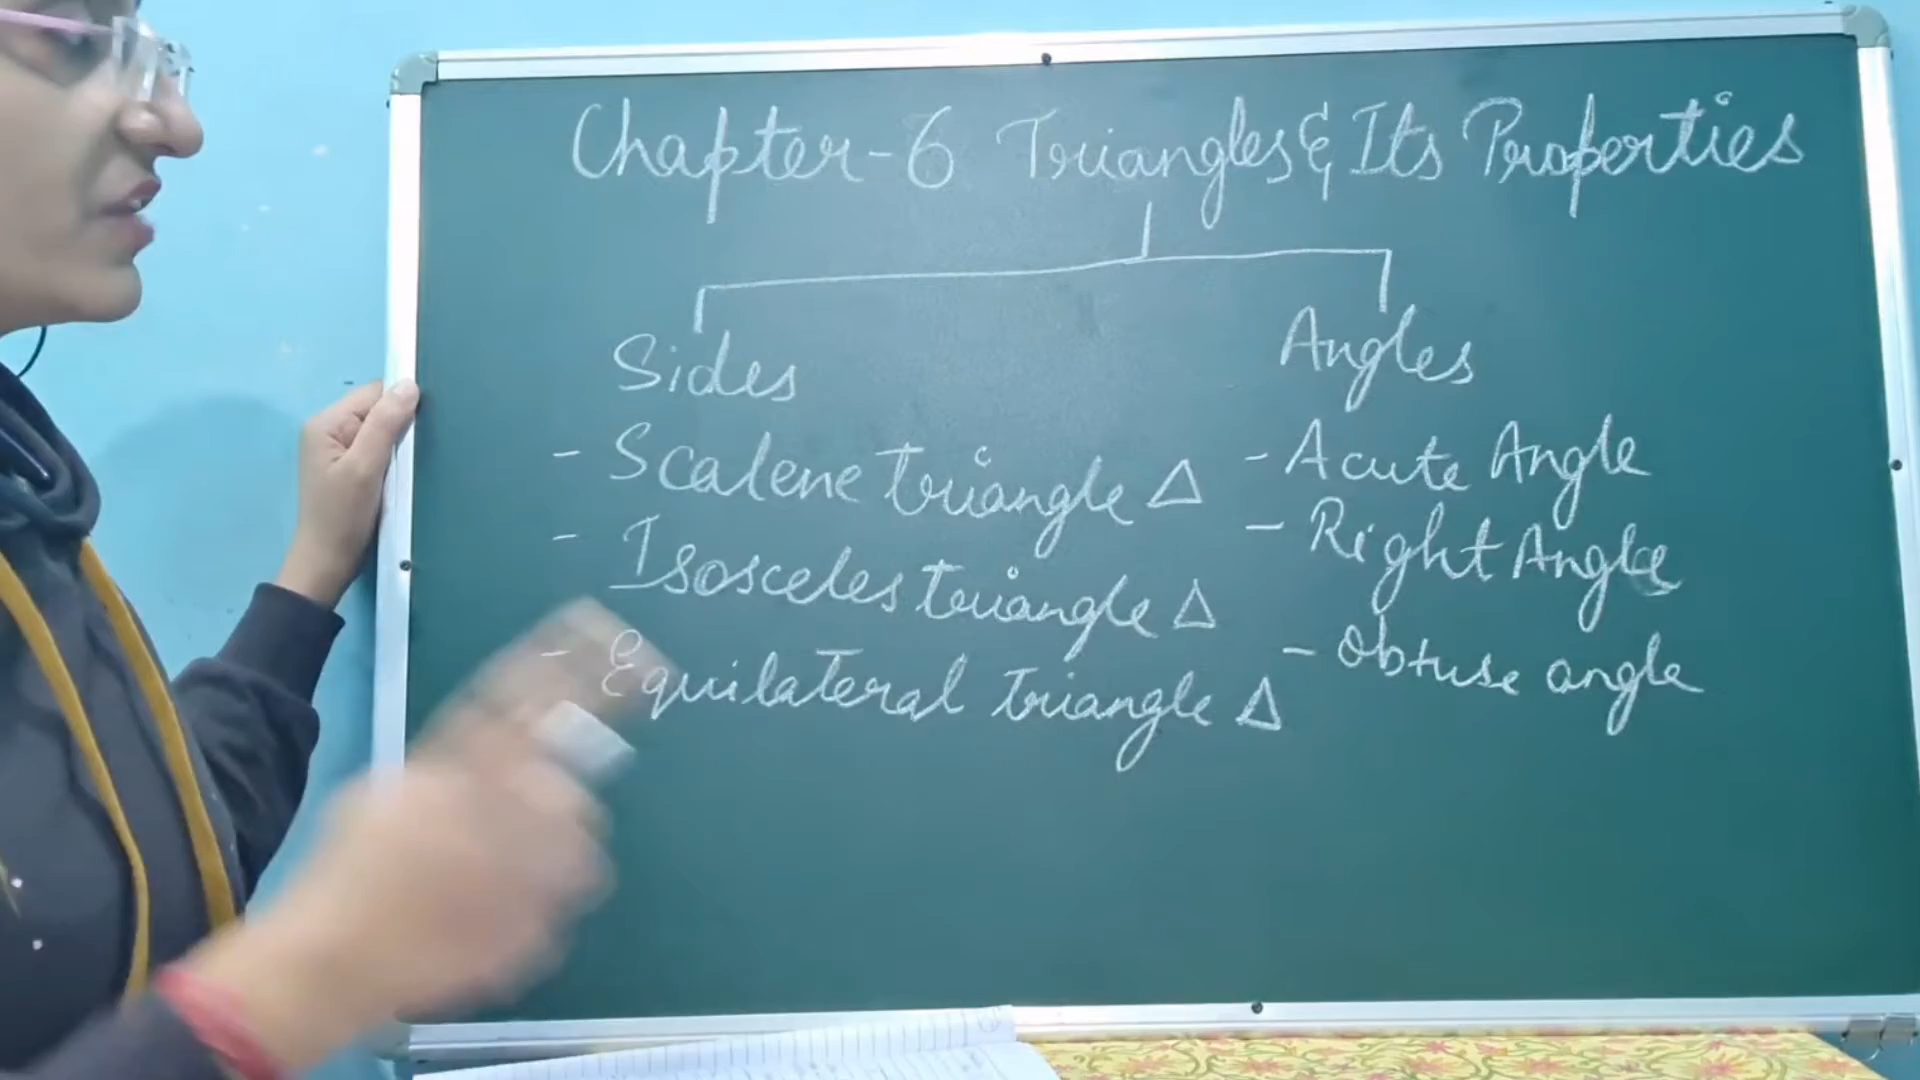 Chapter-6 Triangles & Its Properties
Sides
- Scalene triangle Δ
- Isosceles triangle Δ
- Equilateral triangle Δ
Angles
- Acute Angle
- Right Angle
- Obtuse angle